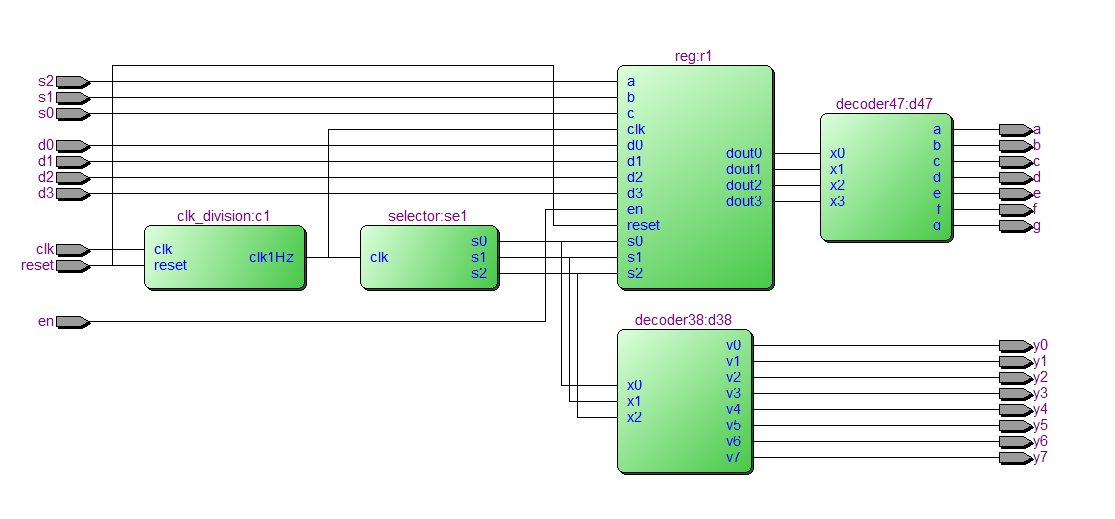 reg:r1
s2
s1
s0
d0
d1
d2
d3
clk
reset
en
clk_division:c1
clk
reset
clk1Hz
selector:se1
clk
s0
s1
s2
a
b
c
clk
d0
d1
d2
d3
en
reset
s0
s1
s2
dout0
dout1
dout2
dout3
decoder47:d47
x0
x1
x2
x3
a
b
c
d
e
f
g
a
b
c
d
e
f
g
decoder38:d38
x0
x1
x2
y0
y1
y2
y3
y4
y5
y6
y7
y0
y1
y2
y3
y4
y5
y6
y7